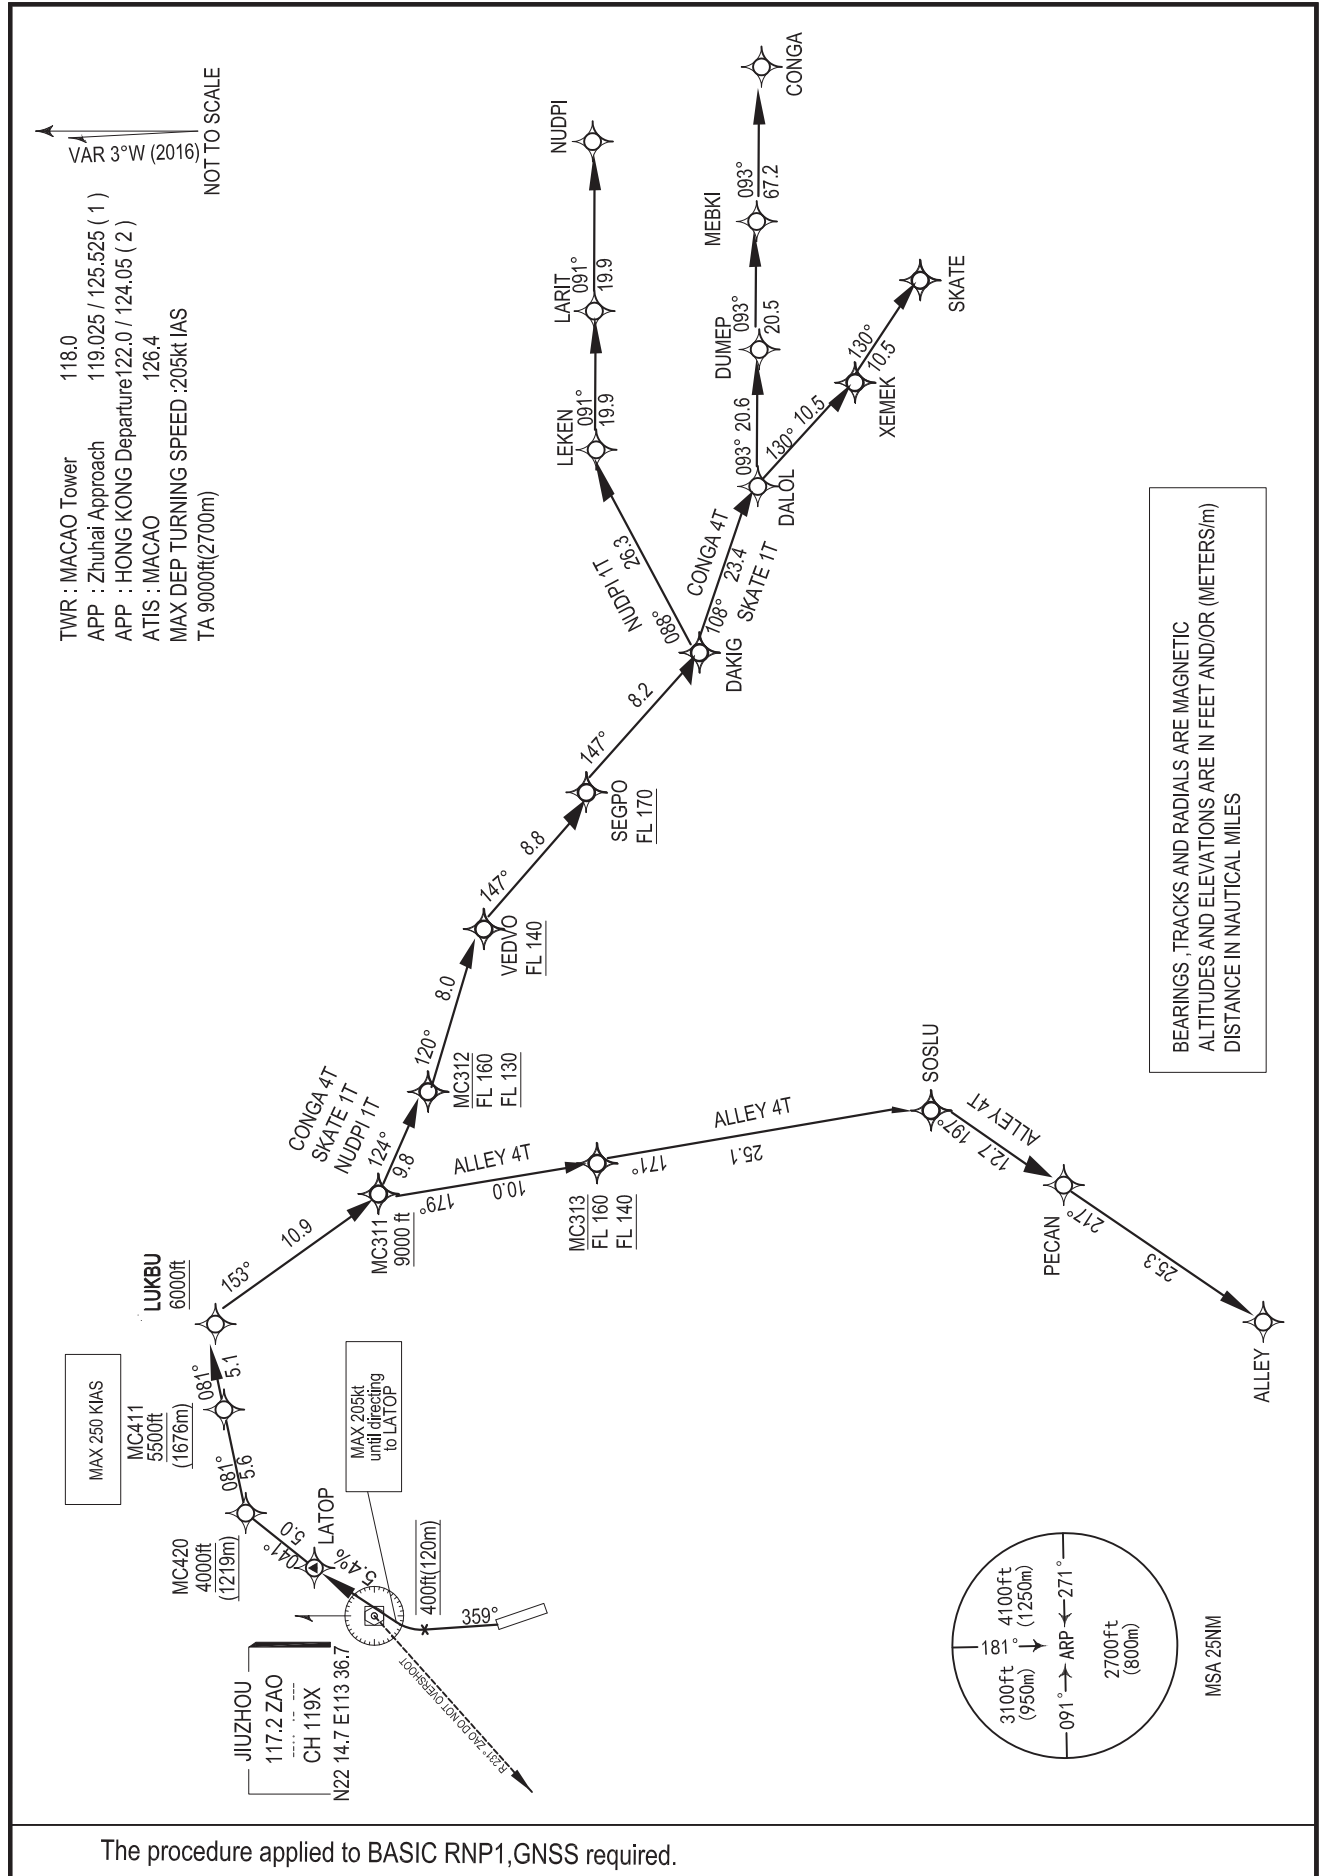 TWR : MACAO Tower 118.0
APP : Zhuhai Approach 119.025 / 125.525 ( 1 )
APP : HONG KONG Departure122.0 / 124.05 ( 2 )
ATIS : MACAO 126.4
MAX DEP TURNING SPEED :205kt IAS
TA 9000ft(2700m)
VAR 3°W (2016)
NOT TO SCALE
JIUZHOU
117.2 ZAO
CH 119X
N22 14.7 E113 36.7
R 231° ZAO DO NOT OVERSHOOT
359°
400ft(120m)
5.4%
MAX 205kt
until directing
to LATOP
LATOP
041°
5.0
MC420
4000ft
(1219m)
081°
5.6
MAX 250 KIAS
MC411
5500ft
(1676m)
081°
5.1
LUKBU
6000ft
153°
10.9
MC311
9000 ft
CONGA 4T
SKATE 1T
NUDPI 1T
124°
9.8
MC312
FL 160
FL 130
120°
8.0
VEDVO
FL 140
147°
8.8
SEGPO
FL 170
147°
8.2
DAKIG
088°
NUDPI 1T
26.3
LEKEN
091°
19.9
LARIT
091°
19.9
NUDPI
CONGA 4T
108° 23.4
SKATE 1T
DALOL
093° 20.6
DUMEP
093°
20.5
MEBKI
093°
67.2
CONGA
130° 10.5
XEMEK
130°
10.5
SKATE
ALLEY 4T
179°
10.0
MC313
FL 160
FL 140
ALLEY 4T
171°
25.1
SOSLU
ALLEY 4T
197°
12.7
PECAN
217°
25.3
ALLEY
3100ft
(950m)
181°
4100ft
(1250m)
091°
ARP
271°
2700ft
(800m)
MSA 25NM
BEARINGS ,TRACKS AND RADIALS ARE MAGNETIC
ALTITUDES AND ELEVATIONS ARE IN FEET AND/OR (METERS/m)
DISTANCE IN NAUTICAL MILES
The procedure applied to BASIC RNP1,GNSS required.